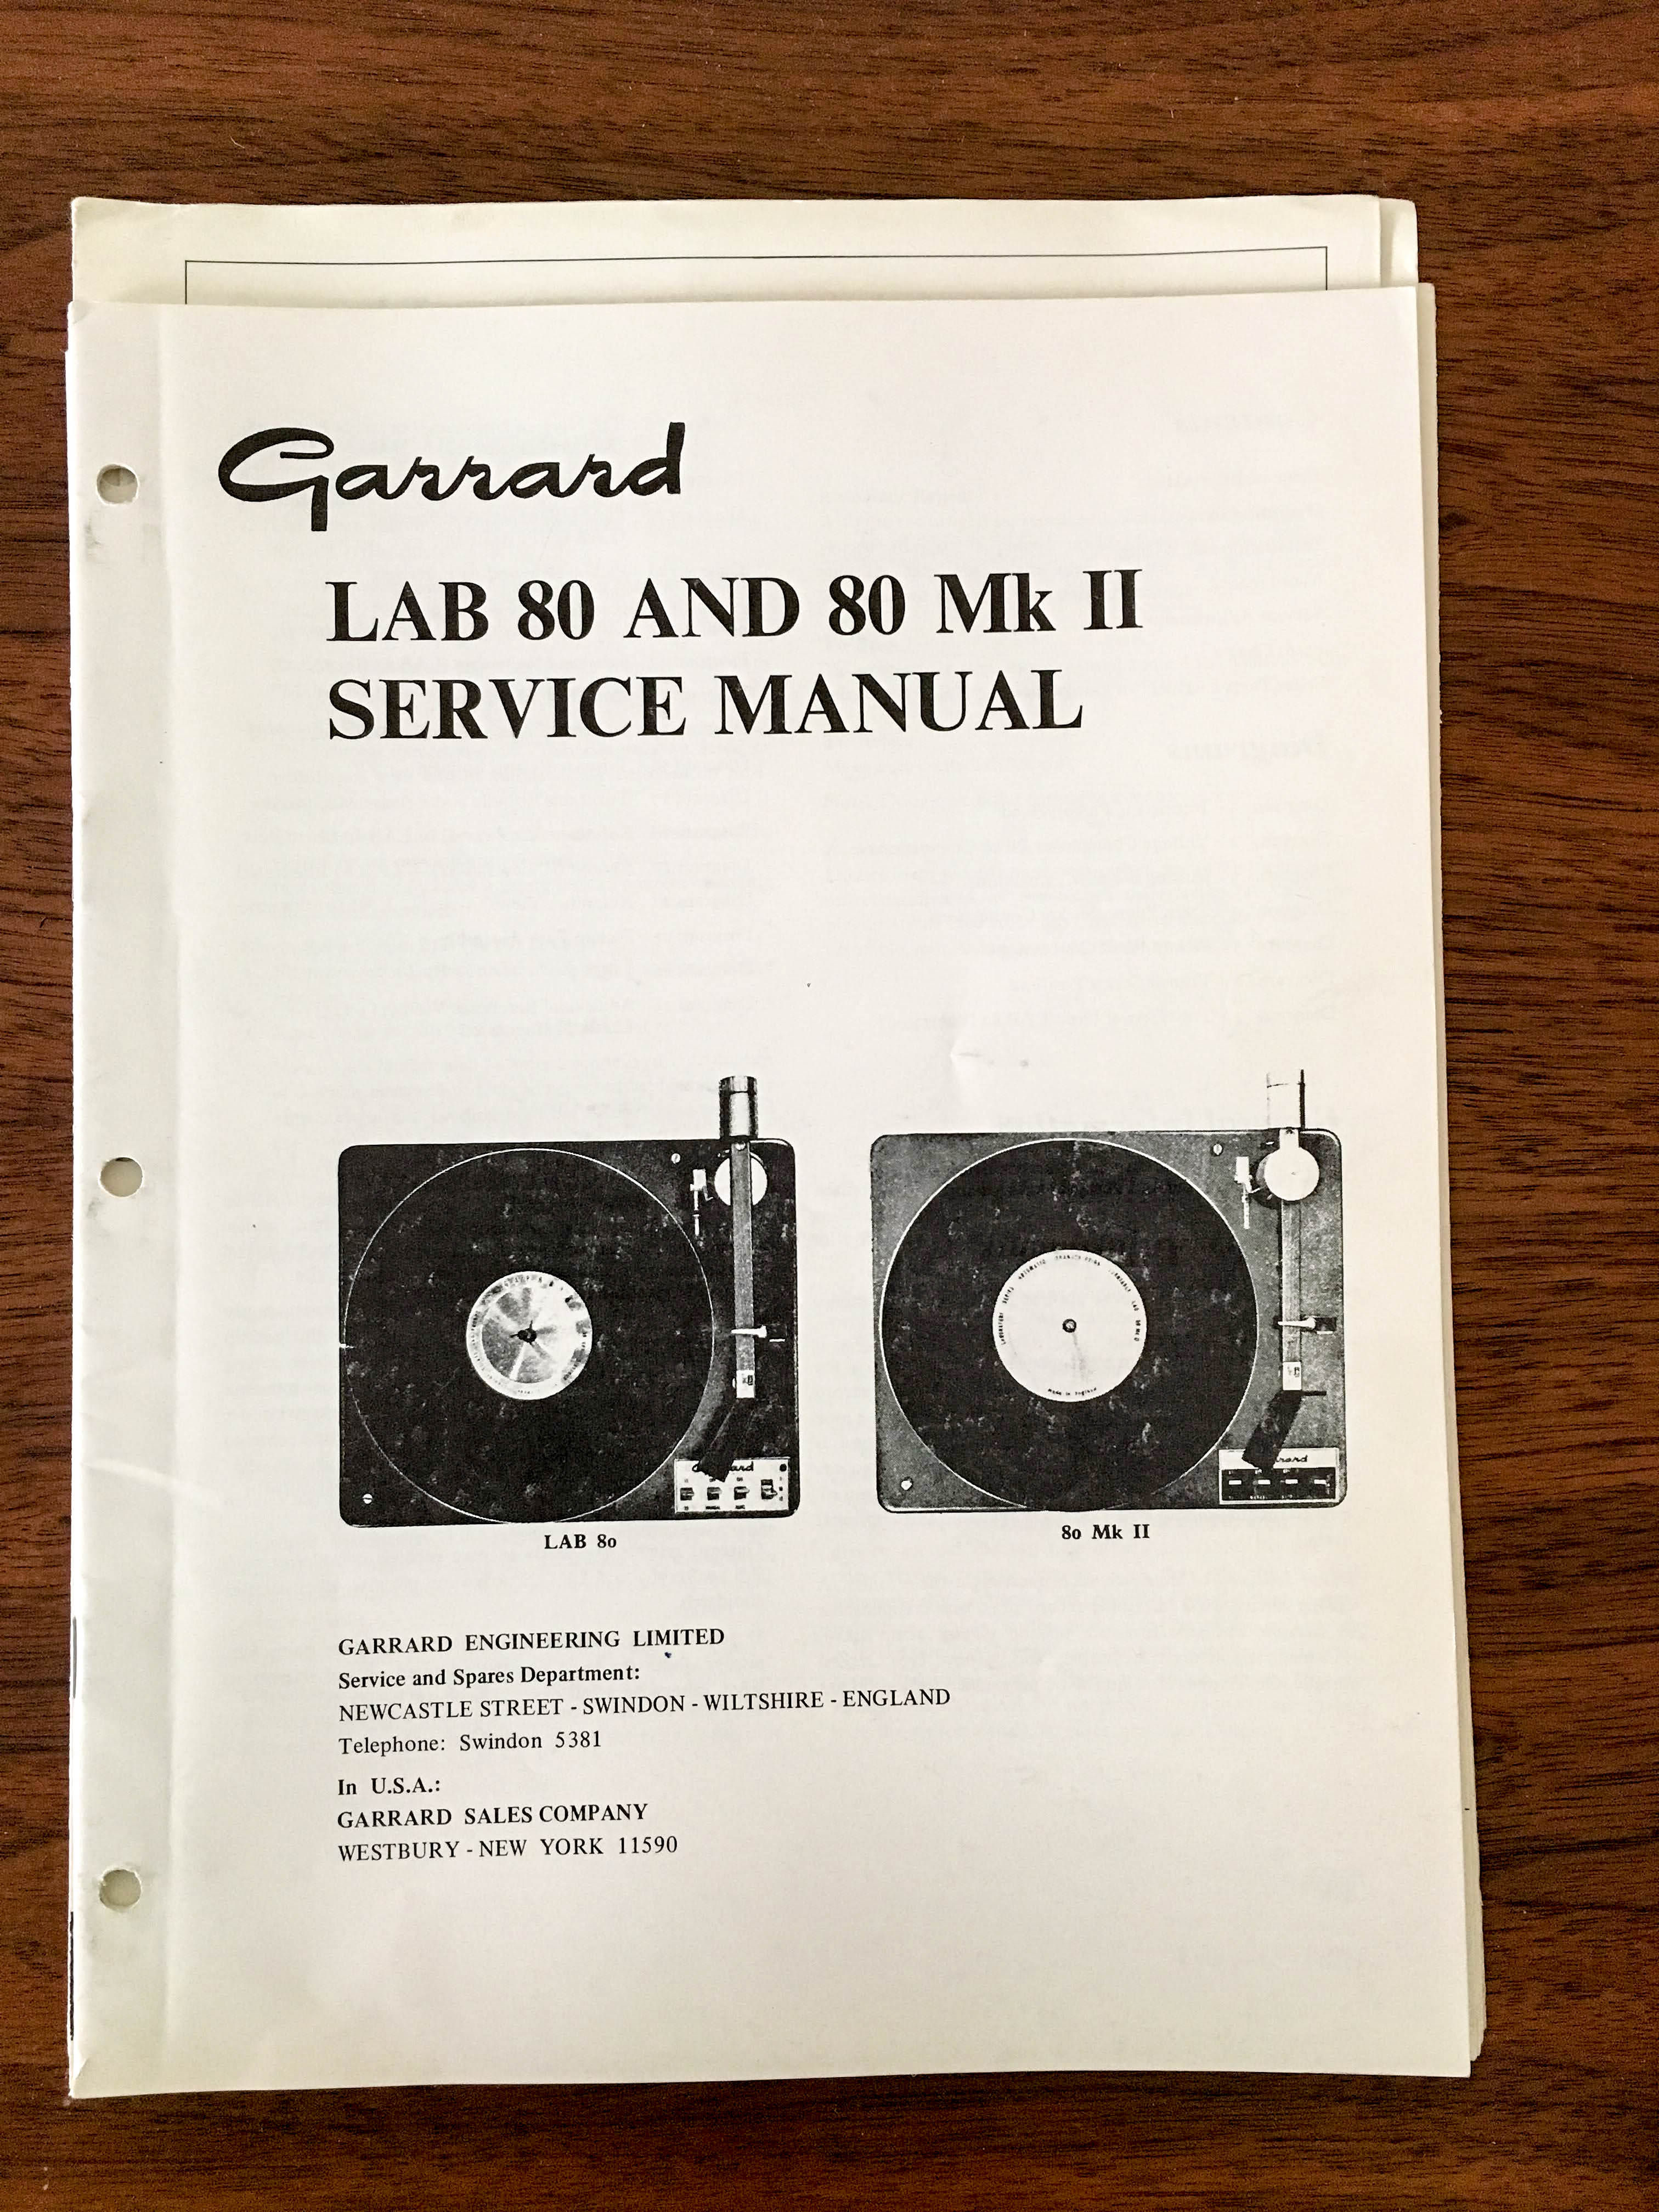 Garrard
LAB 80 AND 80 Mk II
SERVICE MANUAL
Garrard
LAB 80
80 Mk II
GARRARD ENGINEERING LIMITED
Service and Spares Department:
NEWCASTLE STREET - SWINDON - WILTSHIRE - ENGLAND
Telephone: Swindon 5381
In U.S.A.:
GARRARD SALES COMPANY
WESTBURY - NEW YORK 11590